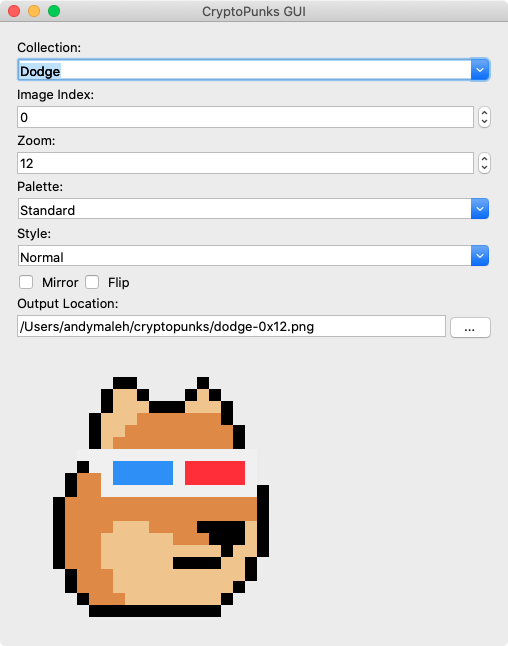 CryptoPunks GUI
Collection:
Dodge
Image Index:
0
Zoom:
12
Palette:
Standard
Style:
Normal
Mirror Flip
Output Location:
/Users/andymaleh/cryptopunks/dodge-0x12.png ...